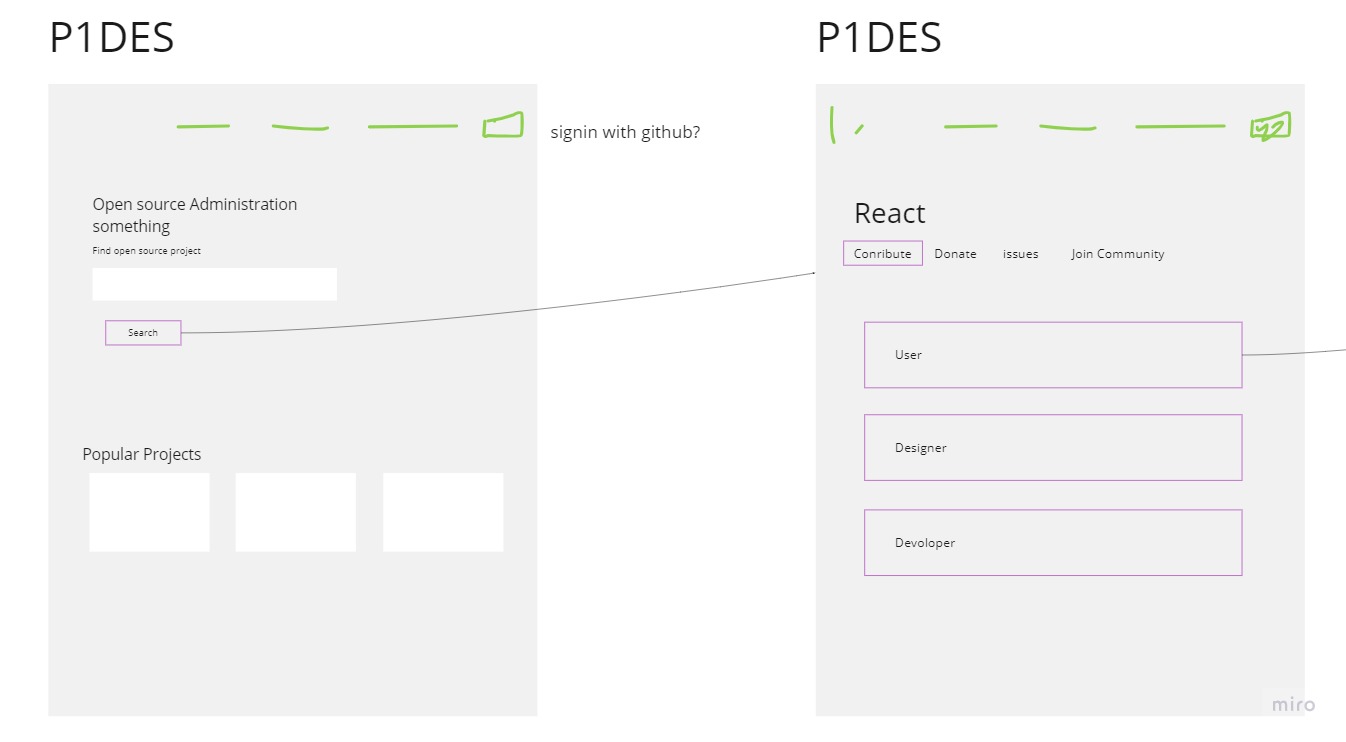 P1DES
signin with github?
Open source Administration
something
Find open source project
Search
Popular Projects
P1DES
React
Conribute
Donate
issues
Join Community
User
Designer
Devoloper
miro